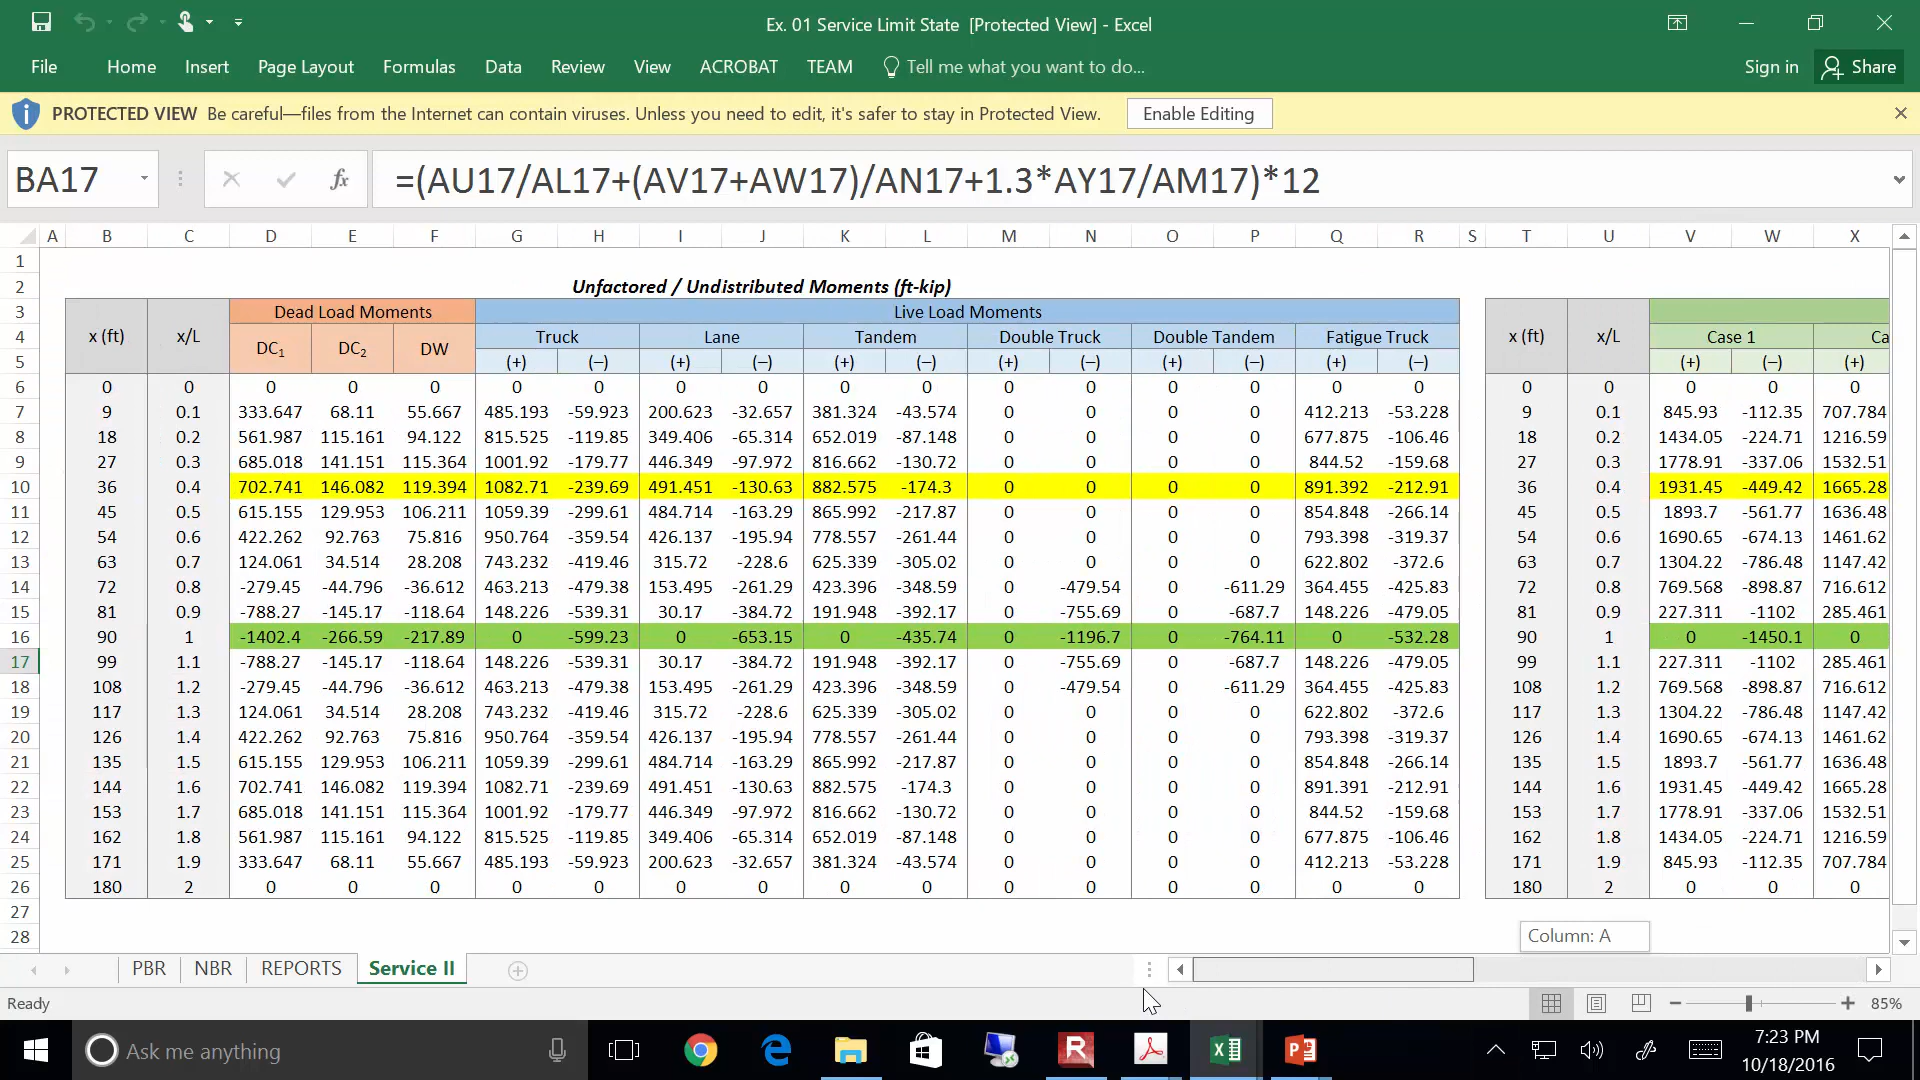 Ex. 01 Service Limit State [Protected View] - Excel
File Home Insert Page Layout Formulas Data Review View ACROBAT TEAM Tell me what you want to do... Sign in Share
PROTECTED VIEW Be careful—files from the Internet can contain viruses. Unless you need to edit, it's safer to stay in Protected View. Enable Editing
BA17 fx =(AU17/AL17+(AV17+AW17)/AN17+1.3*AY17/AM17)*12
A B C D E F G H I J K L M N O P Q R S T U V W X
1
2 Unfactored / Undistributed Moments (ft-kip)
3 Dead Load Moments Live Load Moments
4 x (ft) x/L DC1 DC2 DW Truck Lane Tandem Double Truck Double Tandem Fatigue Truck x (ft) x/L Case 1 Ca
5 (+) (−) (+) (−) (+) (−) (+) (−) (+) (−) (+) (−) (+) (−) (+)
6 0 0 0 0 0 0 0 0 0 0 0 0 0 0 0 0 0 0 0 0 0 0
7 9 0.1 333.647 68.11 55.667 485.193 -59.923 200.623 -32.657 381.324 -43.574 0 0 0 0 412.213 -53.228 9 0.1 845.93 -112.35 707.784
8 18 0.2 561.987 115.161 94.122 815.525 -119.85 349.406 -65.314 652.019 -87.148 0 0 0 0 677.875 -106.46 18 0.2 1434.05 -224.71 1216.59
9 27 0.3 685.018 141.151 115.364 1001.92 -179.77 446.349 -97.972 816.662 -130.72 0 0 0 0 844.52 -159.68 27 0.3 1778.91 -337.06 1532.51
10 36 0.4 702.741 146.082 119.394 1082.71 -239.69 491.451 -130.63 882.575 -174.3 0 0 0 0 891.392 -212.91 36 0.4 1931.45 -449.42 1665.28
11 45 0.5 615.155 129.953 106.211 1059.39 -299.61 484.714 -163.29 865.992 -217.87 0 0 0 0 854.848 -266.14 45 0.5 1893.7 -561.77 1636.48
12 54 0.6 422.262 92.763 75.816 950.764 -359.54 426.137 -195.94 778.557 -261.44 0 0 0 0 793.398 -319.37 54 0.6 1690.65 -674.13 1461.62
13 63 0.7 124.061 34.514 28.208 743.232 -419.46 315.72 -228.6 625.339 -305.02 0 0 0 0 622.802 -372.6 63 0.7 1304.22 -786.48 1147.42
14 72 0.8 -279.45 -44.796 -36.612 463.213 -479.38 153.495 -261.29 423.396 -348.59 0 -479.54 0 -611.29 364.455 -425.83 72 0.8 769.568 -898.87 716.612
15 81 0.9 -788.27 -145.17 -118.64 148.226 -539.31 30.17 -384.72 191.948 -392.17 0 -755.69 0 -687.7 148.226 -479.05 81 0.9 227.311 -1102 285.461
16 90 1 -1402.4 -266.59 -217.89 0 -599.23 0 -653.15 0 -435.74 0 -1196.7 0 -764.11 0 -532.28 90 1 0 -1450.1 0
17 99 1.1 -788.27 -145.17 -118.64 148.226 -539.31 30.17 -384.72 191.948 -392.17 0 -755.69 0 -687.7 148.226 -479.05 99 1.1 227.311 -1102 285.461
18 108 1.2 -279.45 -44.796 -36.612 463.213 -479.38 153.495 -261.29 423.396 -348.59 0 -479.54 0 -611.29 364.455 -425.83 108 1.2 769.568 -898.87 716.612
19 117 1.3 124.061 34.514 28.208 743.232 -419.46 315.72 -228.6 625.339 -305.02 0 0 0 0 622.802 -372.6 117 1.3 1304.22 -786.48 1147.42
20 126 1.4 422.262 92.763 75.816 950.764 -359.54 426.137 -195.94 778.557 -261.44 0 0 0 0 793.398 -319.37 126 1.4 1690.65 -674.13 1461.62
21 135 1.5 615.155 129.953 106.211 1059.39 -299.61 484.714 -163.29 865.992 -217.87 0 0 0 0 854.848 -266.14 135 1.5 1893.7 -561.77 1636.48
22 144 1.6 702.741 146.082 119.394 1082.71 -239.69 491.451 -130.63 882.575 -174.3 0 0 0 0 891.391 -212.91 144 1.6 1931.45 -449.42 1665.28
23 153 1.7 685.018 141.151 115.364 1001.92 -179.77 446.349 -97.972 816.662 -130.72 0 0 0 0 844.52 -159.68 153 1.7 1778.91 -337.06 1532.51
24 162 1.8 561.987 115.161 94.122 815.525 -119.85 349.406 -65.314 652.019 -87.148 0 0 0 0 677.875 -106.46 162 1.8 1434.05 -224.71 1216.59
25 171 1.9 333.647 68.11 55.667 485.193 -59.923 200.623 -32.657 381.324 -43.574 0 0 0 0 412.213 -53.228 171 1.9 845.93 -112.35 707.784
26 180 2 0 0 0 0 0 0 0 0 0 0 0 0 0 0 0 180 2 0 0 0
27
28 Column: A
PBR NBR REPORTS Service II
Ready 85%
Ask me anything 7:23 PM
10/18/2016